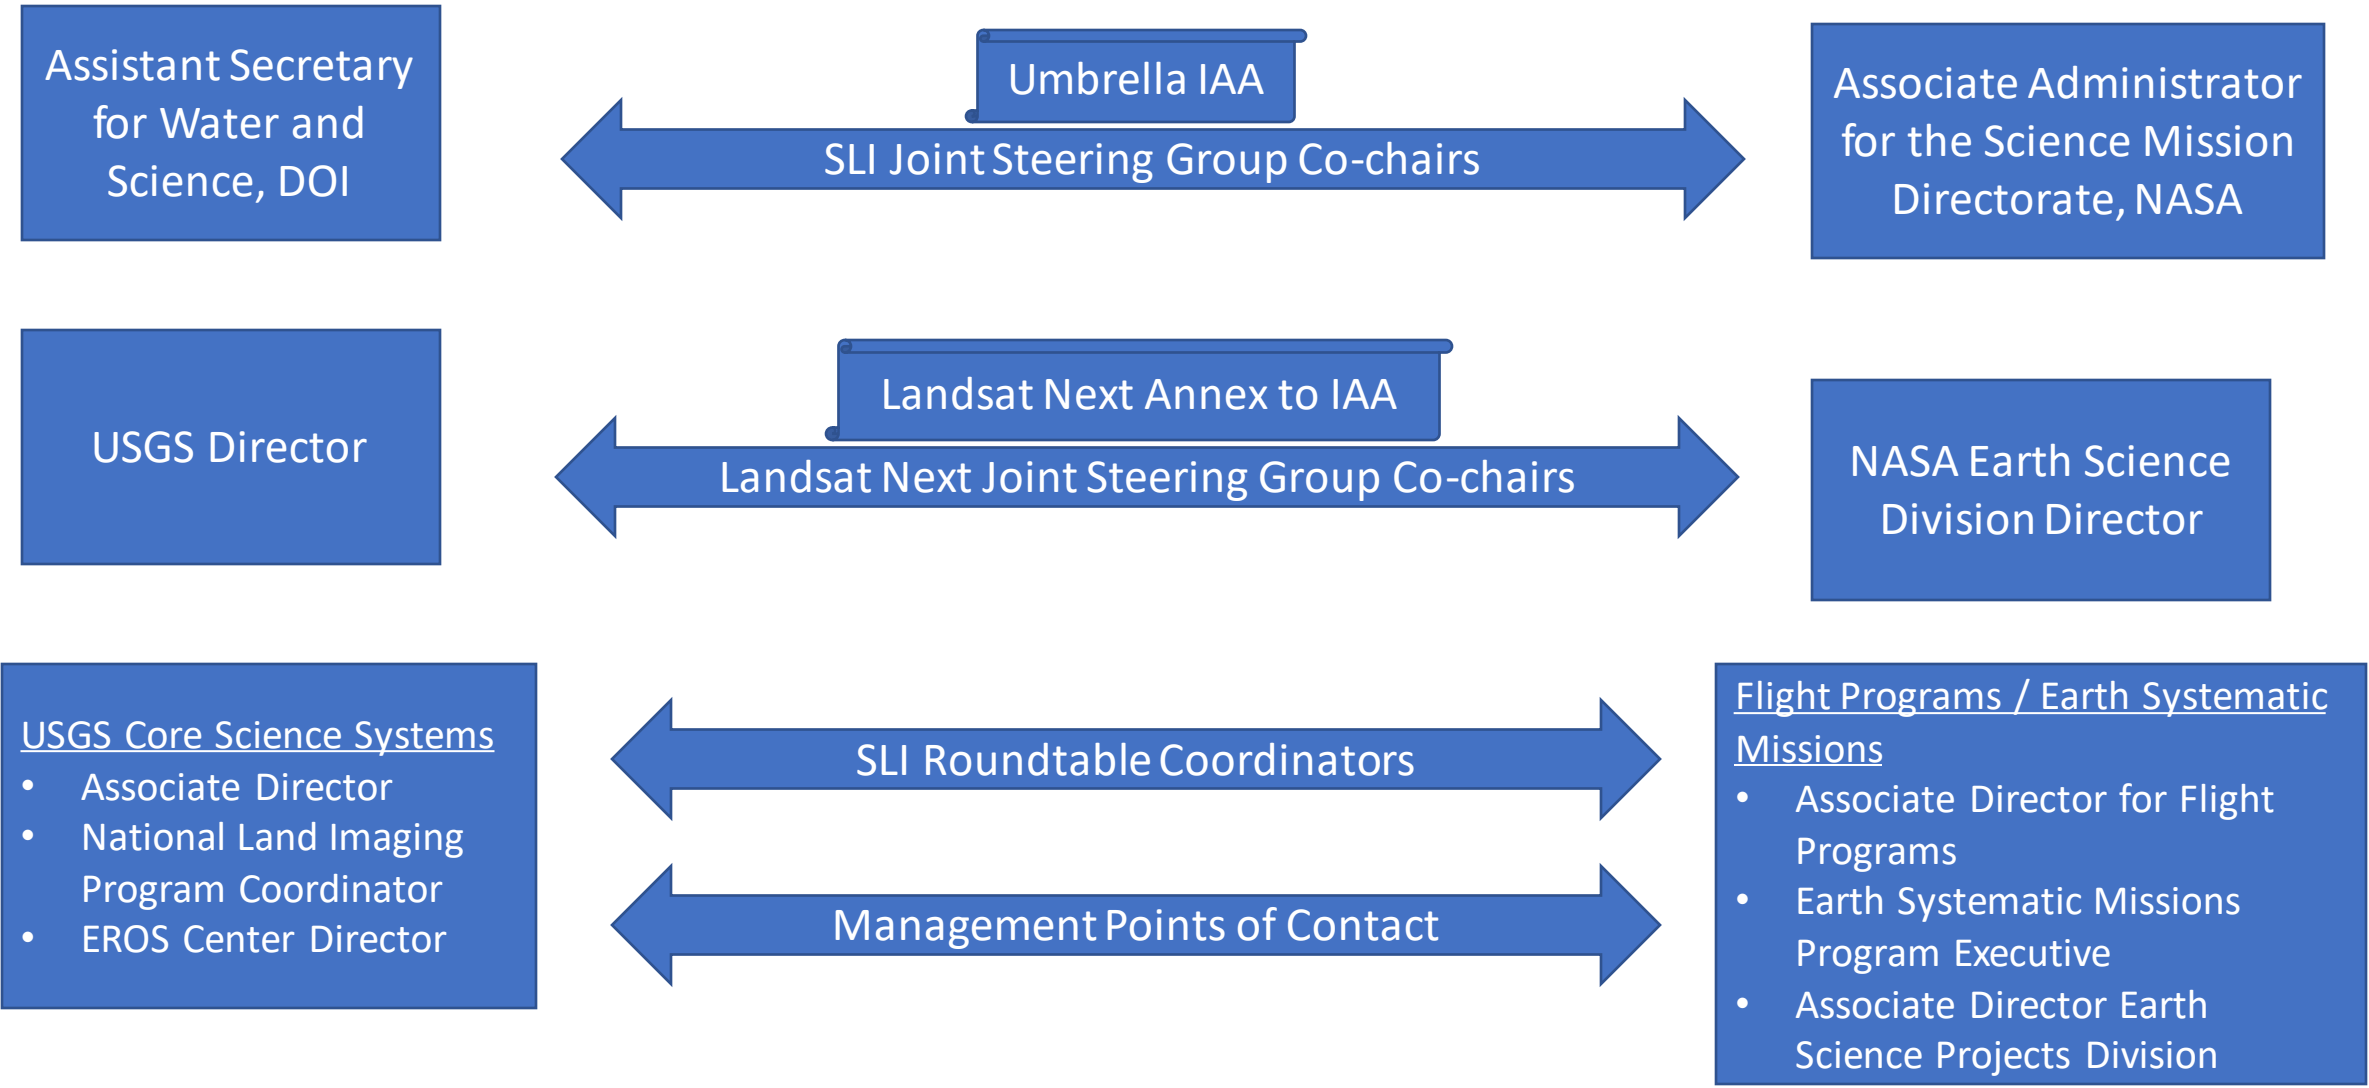 Assistant Secretary
for Water and
Science, DOI
Umbrella IAA
SLI Joint Steering Group Co-chairs
Associate Administrator
for the Science Mission
Directorate, NASA
USGS Director
Landsat Next Annex to IAA
Landsat Next Joint Steering Group Co-chairs
NASA Earth Science
Division Director
USGS Core Science Systems
• Associate Director
• National Land Imaging
Program Coordinator
• EROS Center Director
SLI Roundtable Coordinators
Management Points of Contact
Flight Programs / Earth Systematic
Missions
• Associate Director for Flight
Programs
• Earth Systematic Missions
Program Executive
• Associate Director Earth
Science Projects Division